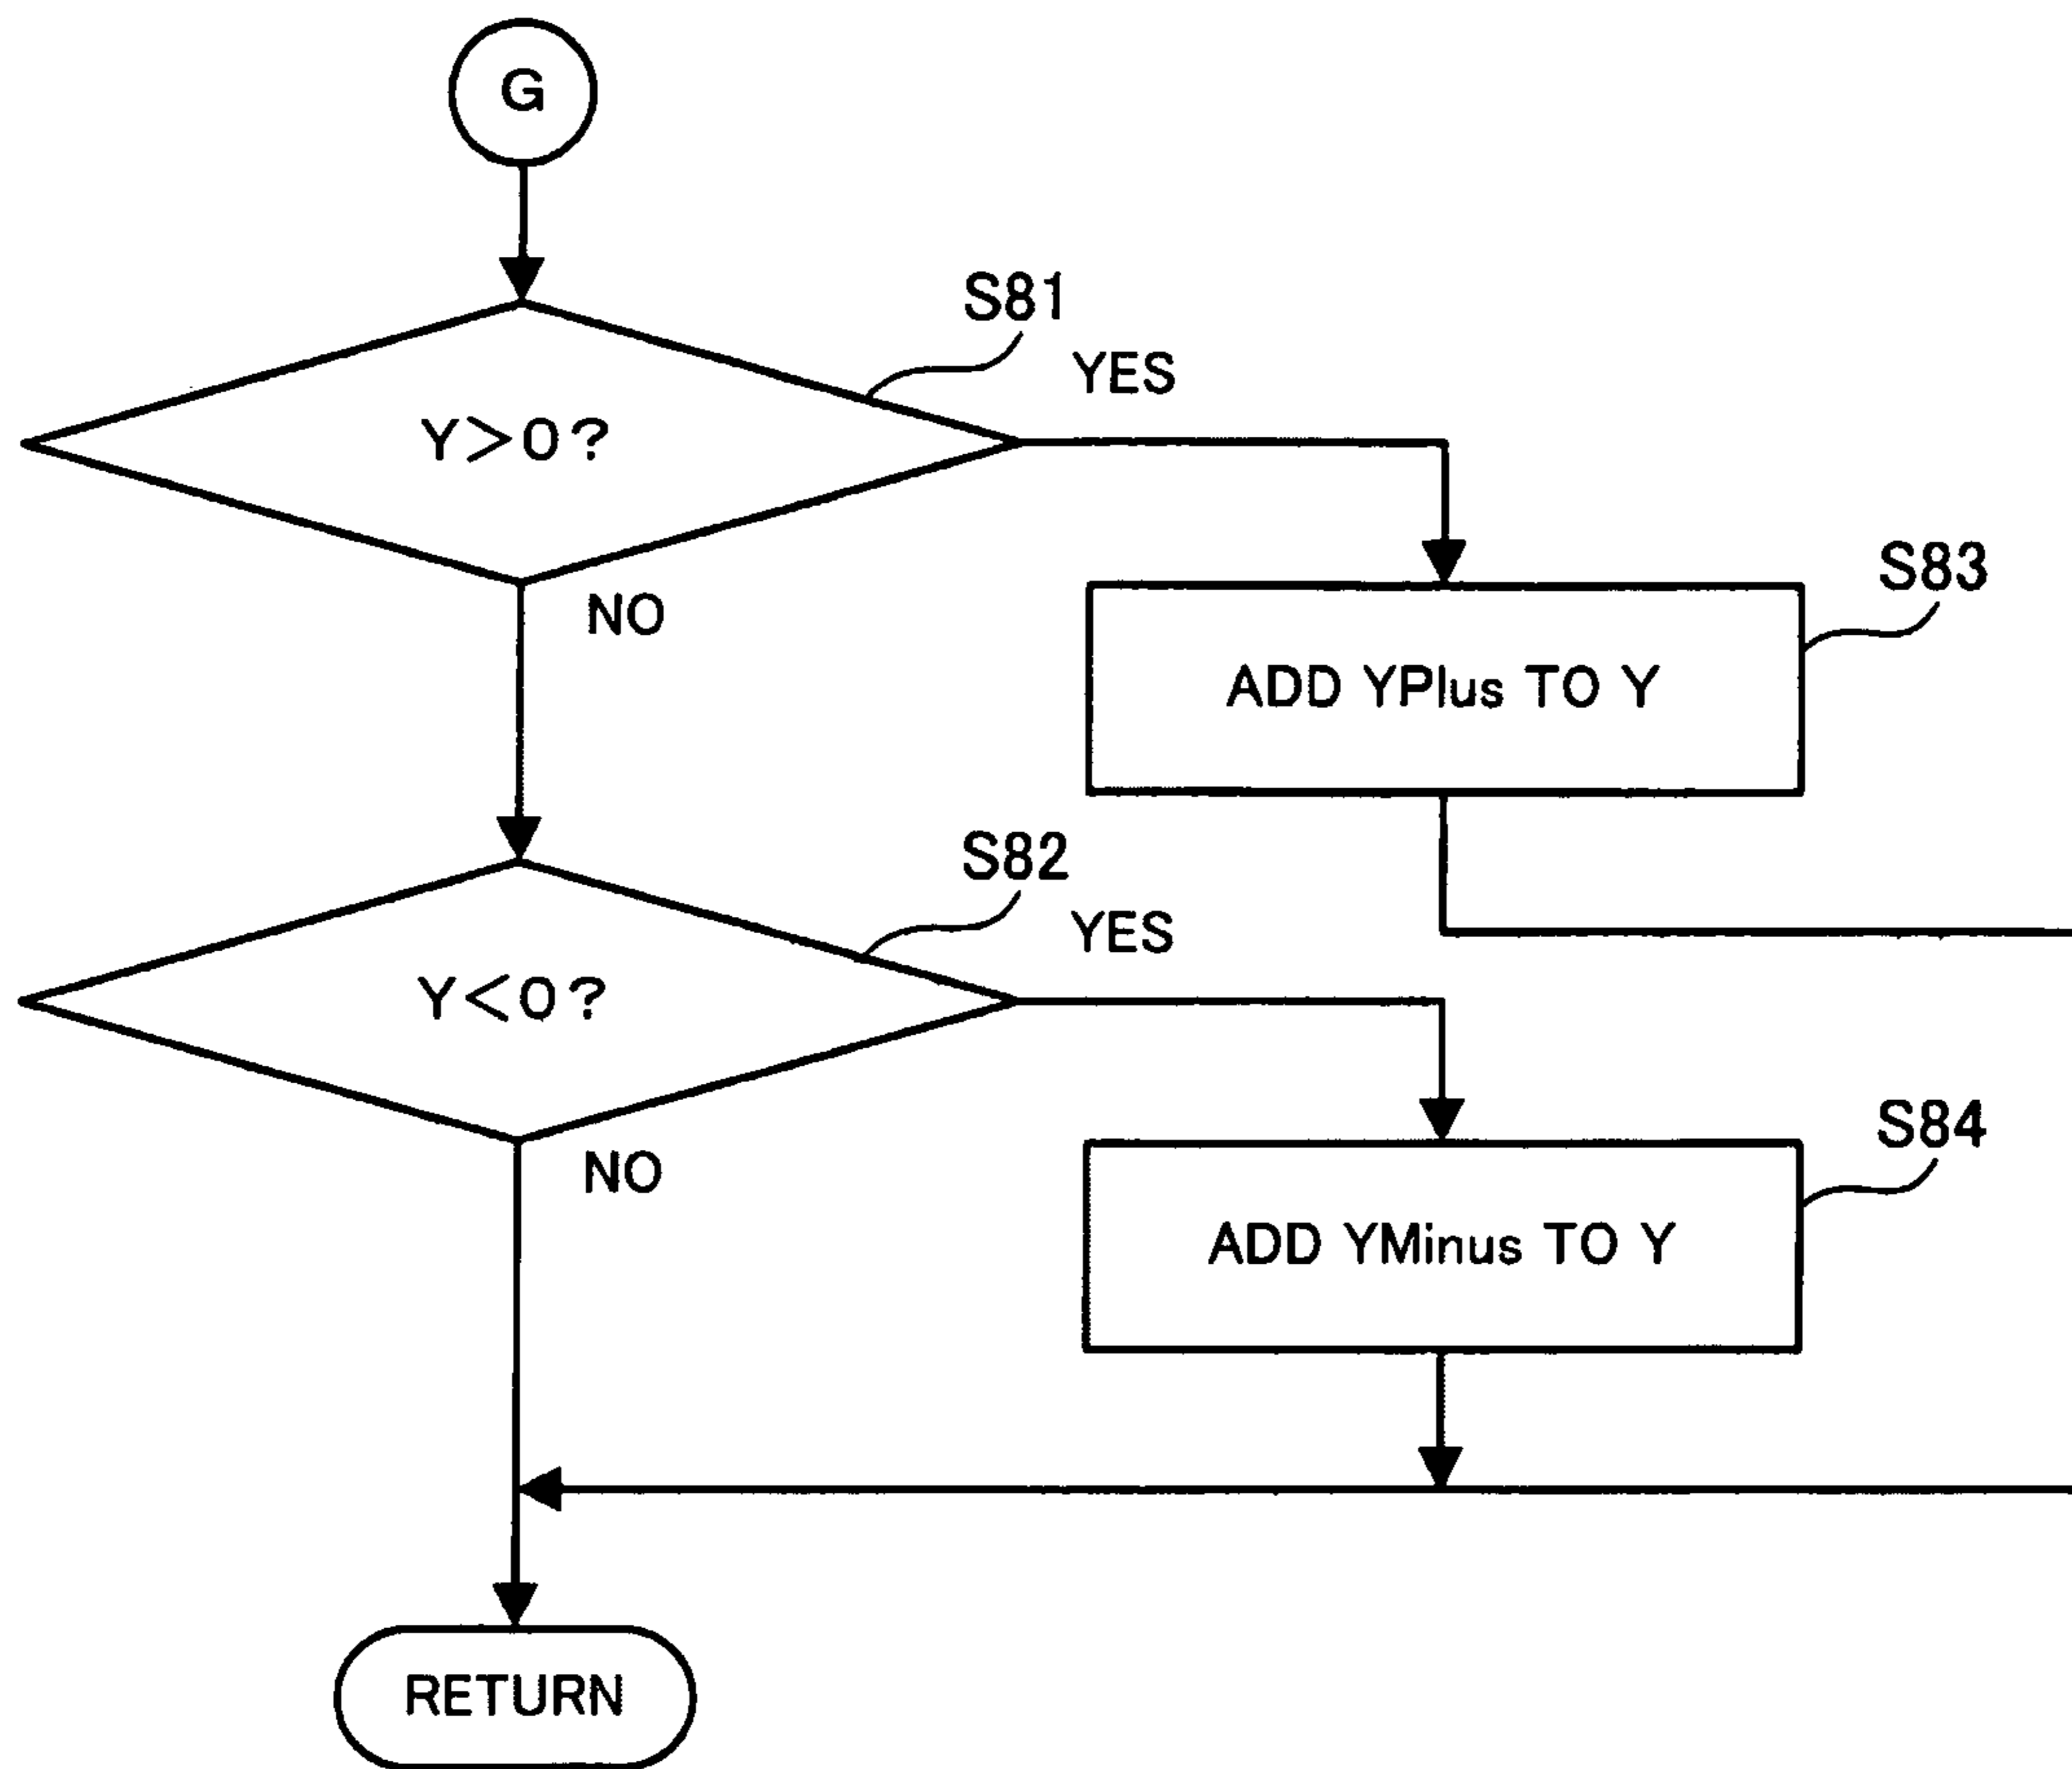 G
S81
YES
Y>0?
S83
NO
ADD YPlus TO Y
S82
YES
Y<0?
S84
NO
ADD YMinus TO Y
RETURN